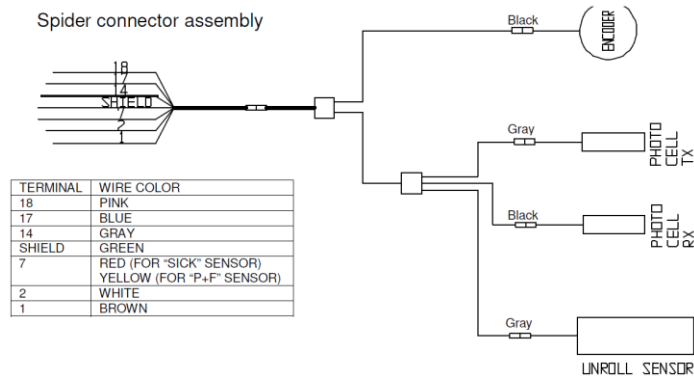 Spider connector assembly
18
17
14
SHIELD
7
2
1
Black
ENCODER
Gray
PHOTO
CELL
TX
Black
PHOTO
CELL
RX
Gray
UNROLL SENSOR
TERMINAL WIRE COLOR
18 PINK
17 BLUE
14 GRAY
SHIELD GREEN
7 RED (FOR "SICK" SENSOR)
YELLOW (FOR "P+F" SENSOR)
2 WHITE
1 BROWN